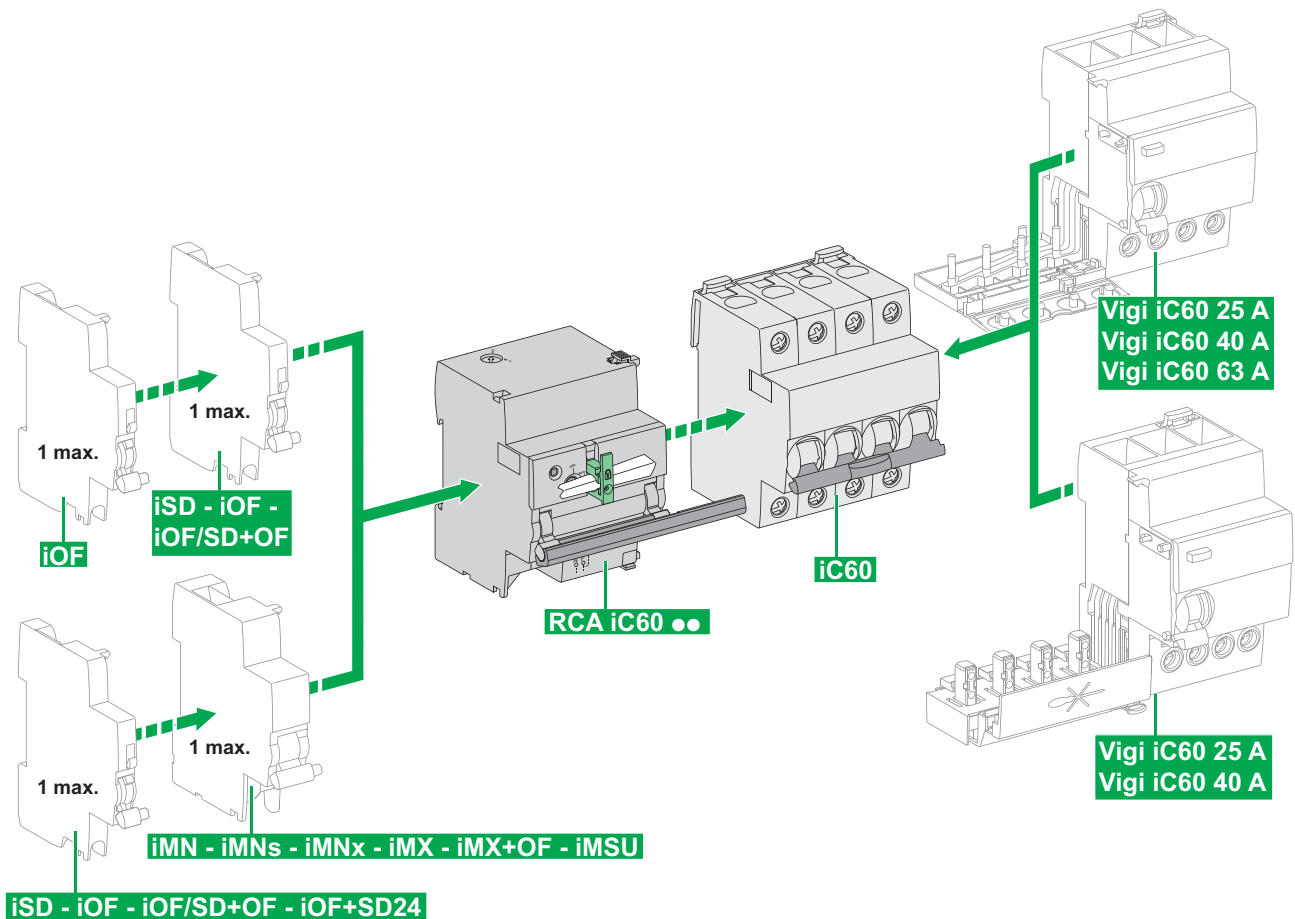 Vigi iC60 25 A
Vigi iC60 40 A
Vigi iC60 63 A
1 max.
1 max.
iSD - iOF -
iOF/SD+OF
iOF
iC60
RCA iC60 ●●
1 max.
1 max.
Vigi iC60 25 A
Vigi iC60 40 A
iMN - iMNs - iMNx - iMX - iMX+OF - iMSU
iSD - iOF - iOF/SD+OF - iOF+SD24